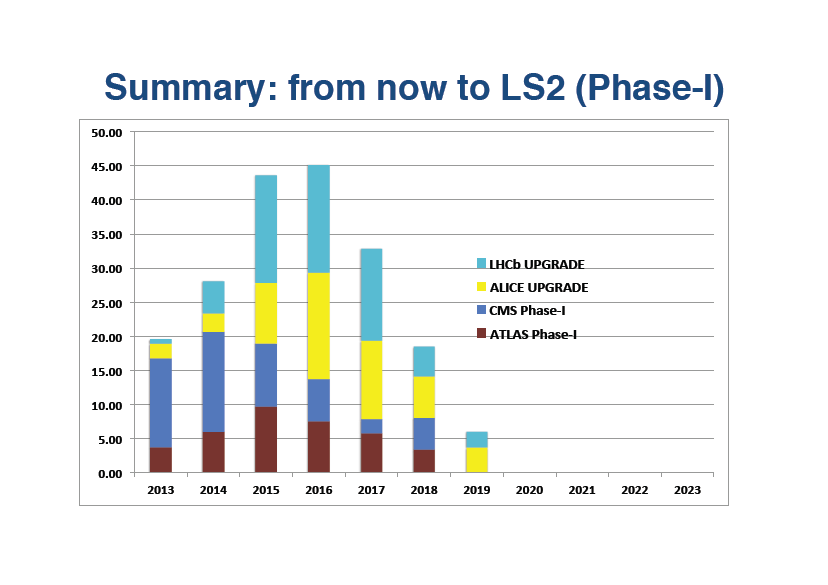 Summary: from now to LS2 (Phase-I)
50.00
45.00
40.00
35.00
30.00
25.00
20.00
15.00
10.00
5.00
0.00
LHCb UPGRADE
ALICE UPGRADE
CMS Phase-I
ATLAS Phase-I
2013 2014 2015 2016 2017 2018 2019 2020 2021 2022 2023